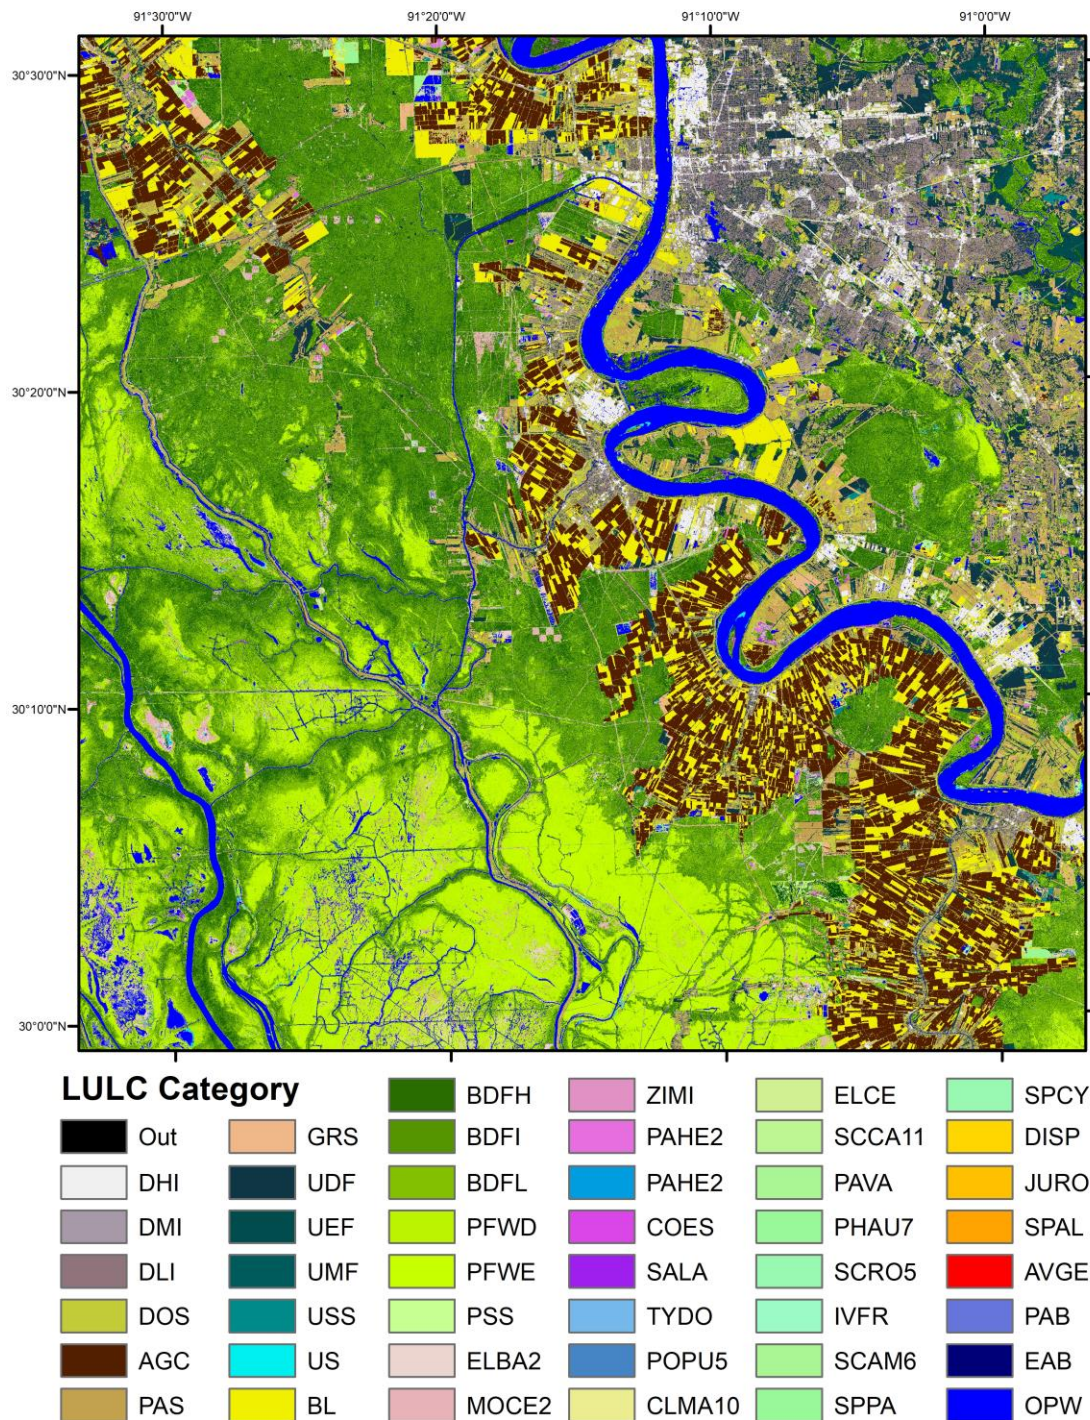 91°30'0"W 91°20'0"W 91°10'0"W 91°0'0"W
30°30'0"N
30°20'0"N
30°10'0"N
30°0'0"N
LULC Category
Out
DHI
DMI
DLI
DOS
AGC
PAS
GRS
UDF
UEF
UMF
USS
US
BL
BDFH
BDFI
BDFL
PFWD
PFWE
PSS
ELBA2
MOCE2
ZIMI
PAHE2
PAHE2
COES
SALA
TYDO
POPU5
CLMA10
ELCE
SCCA11
PAVA
PHAU7
SCRO5
IVFR
SCAM6
SPPA
SPCY
DISP
JURO
SPAL
AVGE
PAB
EAB
OPW